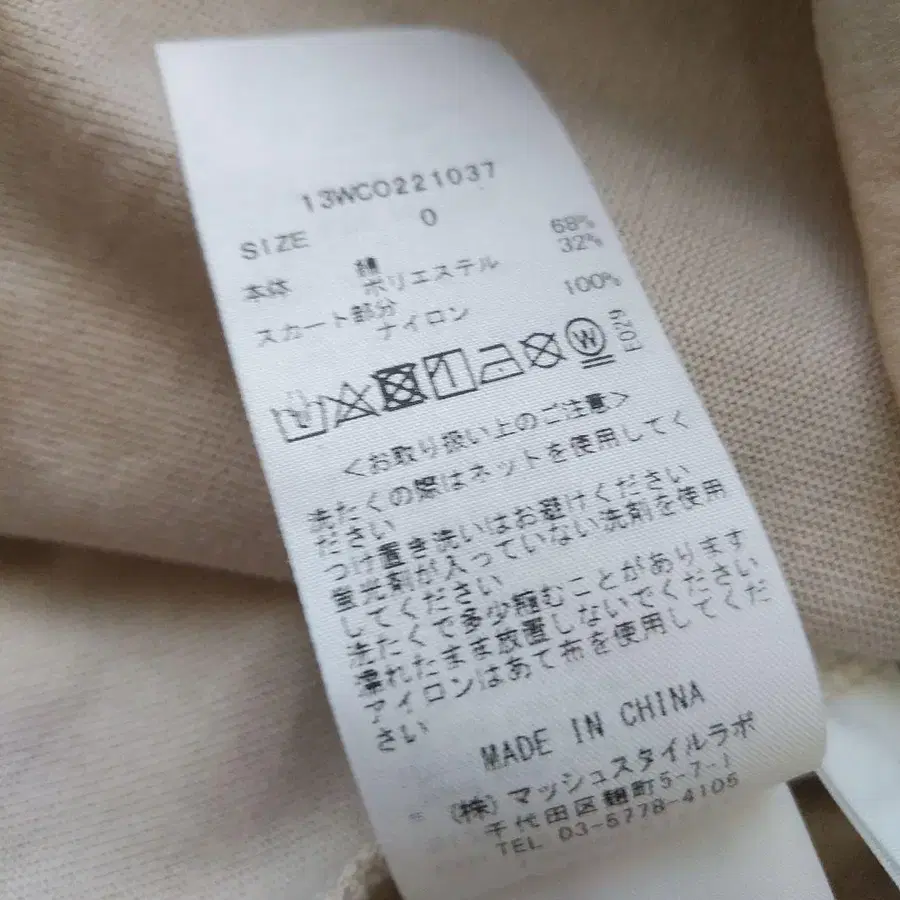 13WCO221037
SIZE 0
本体 綿 68%
ポリエステル 32%
スカート部分
ナイロン 100%
W
E029
<お取り扱い上のご注意>
洗たくの際はネットを使用してく
ださい
つけ置き洗いはお避けください
蛍光剤が入っていない洗剤を使用
してください
洗たくで多少縮むことがあります
濡れたまま放置しないでください
アイロンはあて布を使用してくだ
さい
MADE IN CHINA
(株)マッシュスタイルラボ
千代田区麹町5-7-1
TEL 03-5778-4105